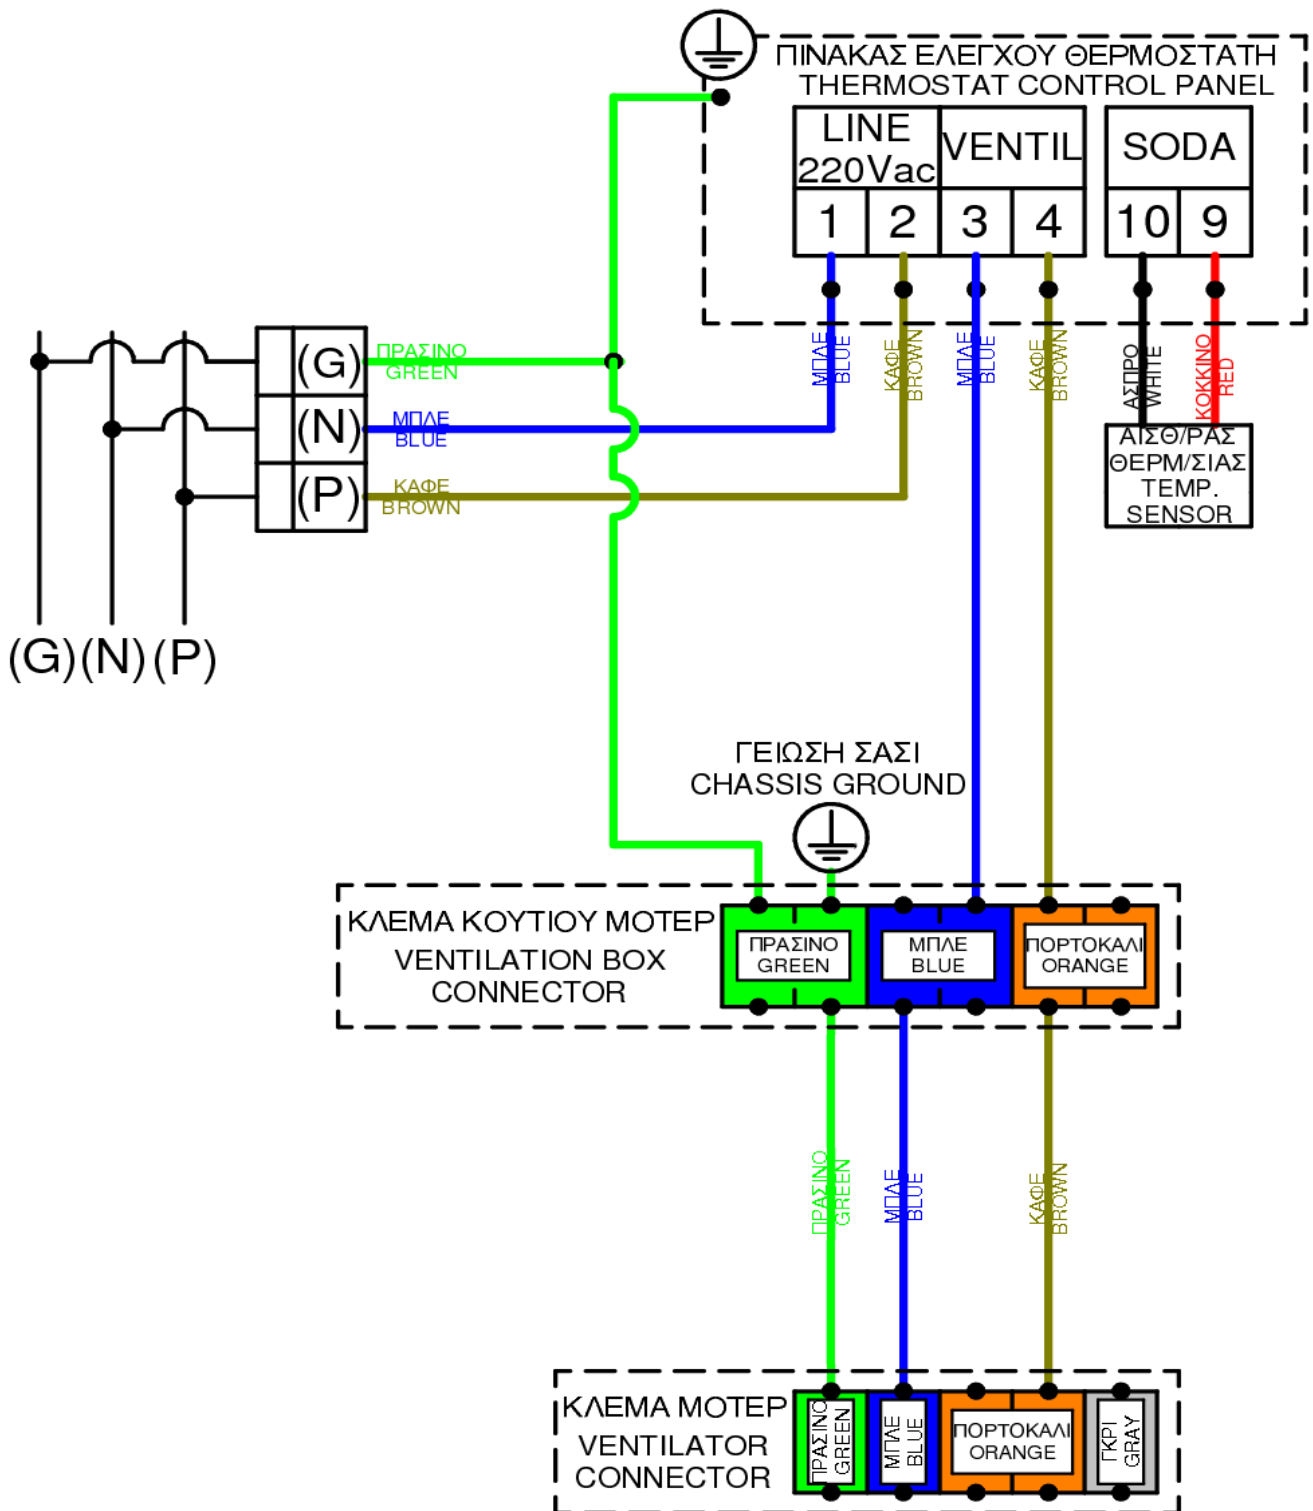 ΠΙΝΑΚΑΣ ΕΛΕΓΧΟΥ ΘΕΡΜΟΣΤΑΤΗ
THERMOSTAT CONTROL PANEL
LINE
220Vac
VENTIL
SODA
1
2
3
4
10
9
ΜΠΛΕ
BLUE
ΚΑΦΕ
BROWN
ΜΠΛΕ
BLUE
ΚΑΦΕ
BROWN
ΑΣΠΡΟ
WHITE
ΚΟΚΚΙΝΟ
RED
(G)
ΠΡΑΣΙΝΟ
GREEN
(N)
ΜΠΛΕ
BLUE
(P)
ΚΑΦΕ
BROWN
ΑΙΣΘ/ΡΑΣ
ΘΕΡΜ/ΣΙΑΣ
TEMP.
SENSOR
(G)
(N)
(P)
ΓΕΙΩΣΗ ΣΑΣΙ
CHASSIS GROUND
ΚΛΕΜΑ ΚΟΥΤΙΟΥ ΜΟΤΕΡ
VENTILATION BOX
CONNECTOR
ΠΡΑΣΙΝΟ
GREEN
ΜΠΛΕ
BLUE
ΠΟΡΤΟΚΑΛΙ
ORANGE
ΠΡΑΣΙΝΟ
GREEN
ΜΠΛΕ
BLUE
ΚΑΦΕ
BROWN
ΚΛΕΜΑ ΜΟΤΕΡ
VENTILATOR
CONNECTOR
ΠΡΑΣΙΝΟ
GREEN
ΜΠΛΕ
BLUE
ΠΟΡΤΟΚΑΛΙ
ORANGE
ΓΚΡΙ
GRAY